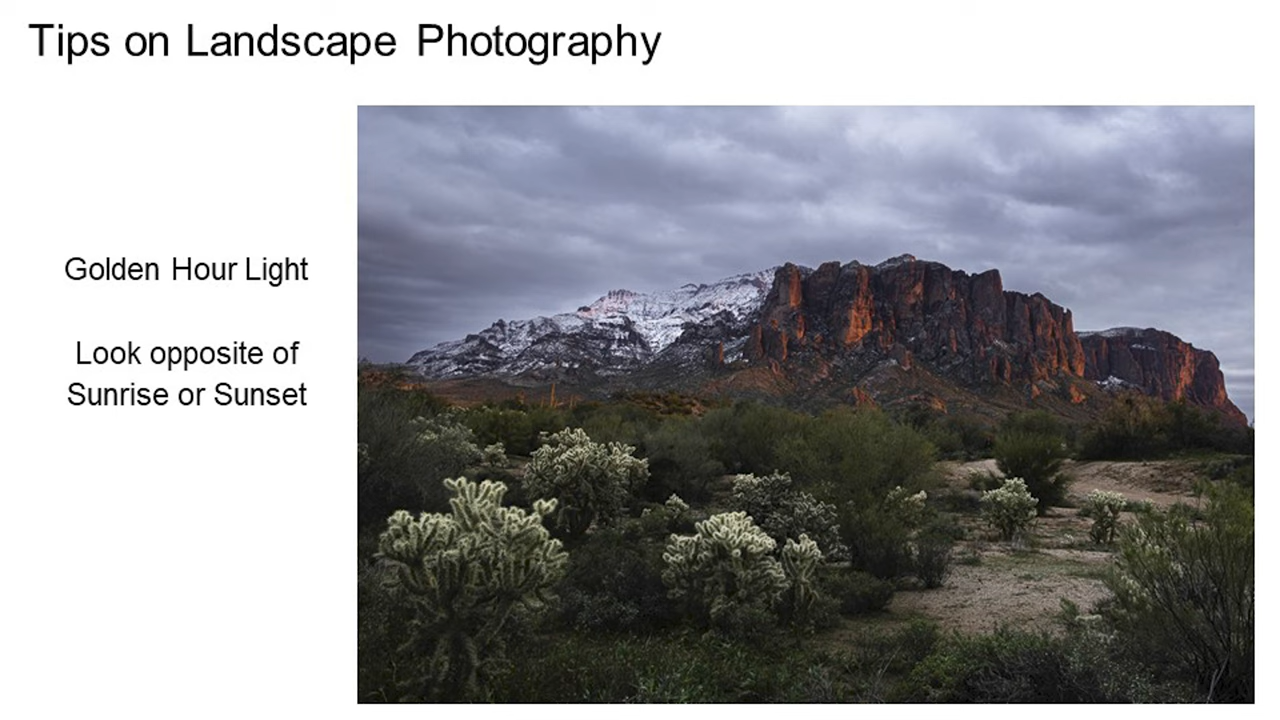 Tips on Landscape Photography
Golden Hour Light
Look opposite of
Sunrise or Sunset